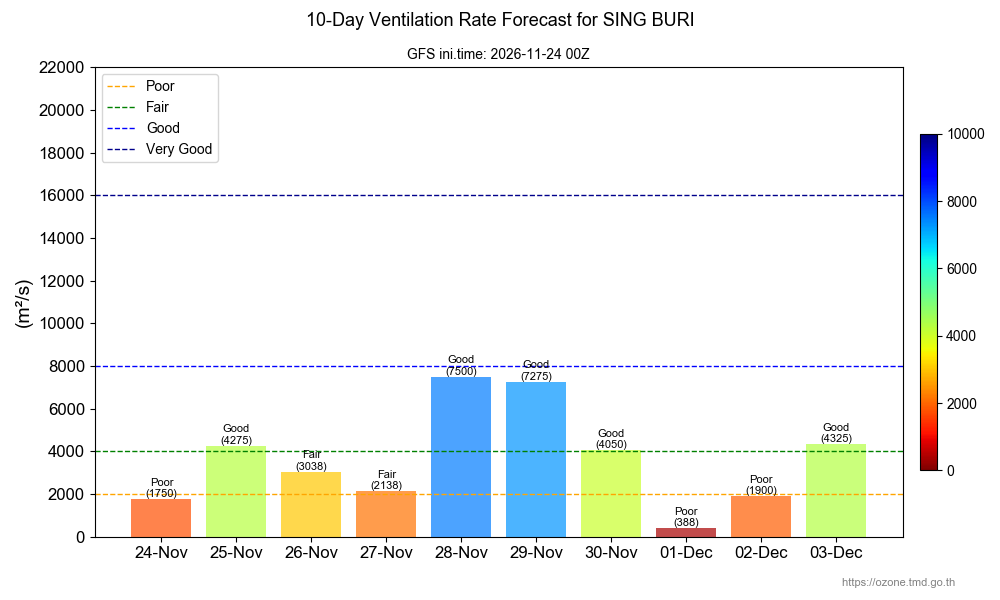 10-Day Ventilation Rate Forecast for SING BURI
GFS ini.time: 2026-11-24 00Z
22000
20000
18000
16000
14000
12000
10000
8000
6000
4000
2000
0
(m²/s)
Poor
Fair
Good
Very Good
Poor
(1750)
Good
(4275)
Fair
(3038)
Fair
(2138)
Good
(7500)
Good
(7275)
Good
(4050)
Poor
(388)
Poor
(1900)
Good
(4325)
24-Nov
25-Nov
26-Nov
27-Nov
28-Nov
29-Nov
30-Nov
01-Dec
02-Dec
03-Dec
10000
8000
6000
4000
2000
0
https://ozone.tmd.go.th